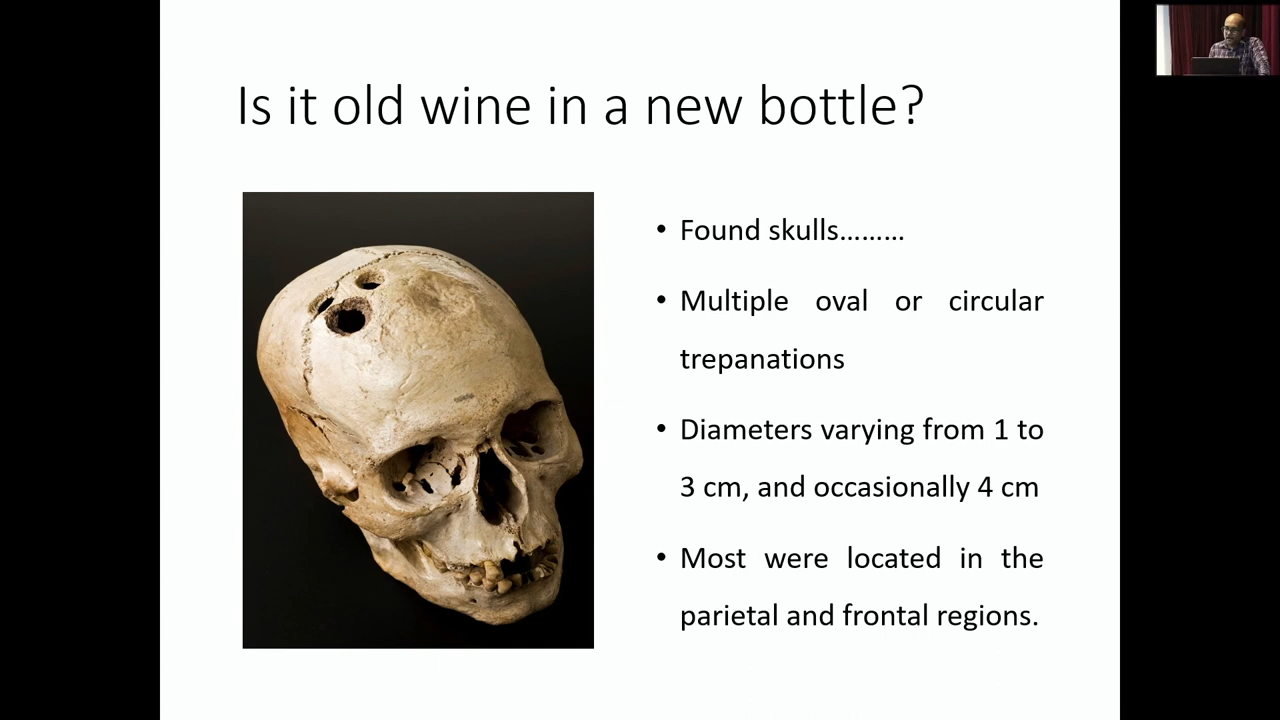 Is it old wine in a new bottle?
• Found skulls………
• Multiple oval or circular
trepanations
• Diameters varying from 1 to
3 cm, and occasionally 4 cm
• Most were located in the
parietal and frontal regions.